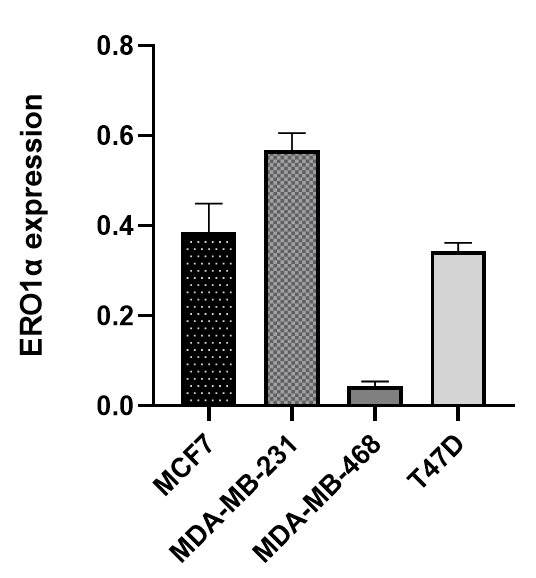 ERO1α expression
0.8
0.6
0.4
0.2
0.0
MCF7
MDA-MB-231
MDA-MB-468
T47D